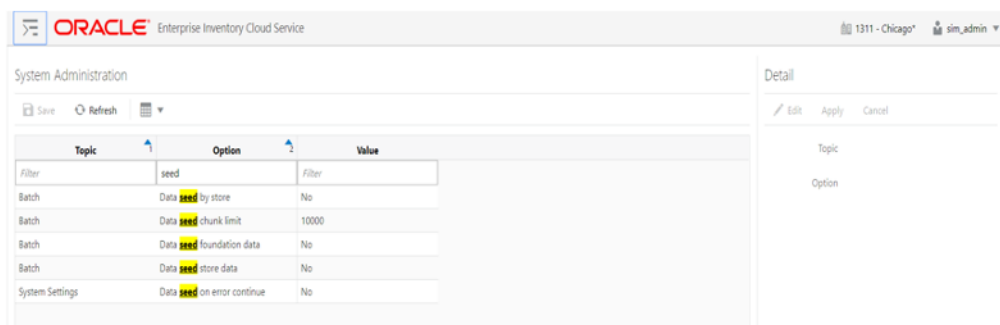 ORACLE® Enterprise Inventory Cloud Service
1311 - Chicago*
sim_admin
System Administration
Save Refresh
Topic 1 Option 2 Value
Filter seed Filter
Batch Data seed by store No
Batch Data seed chunk limit 10000
Batch Data seed foundation data No
Batch Data seed store data No
System Settings Data seed on error continue No
Detail
Edit Apply Cancel
Topic
Option